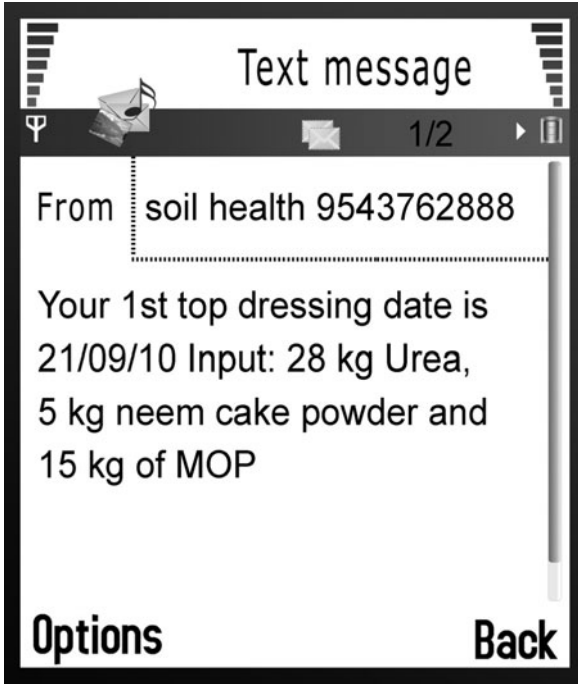 Text message
1/2
From soil health 9543762888
Your 1st top dressing date is
21/09/10 Input: 28 kg Urea,
5 kg neem cake powder and
15 kg of MOP
Options Back